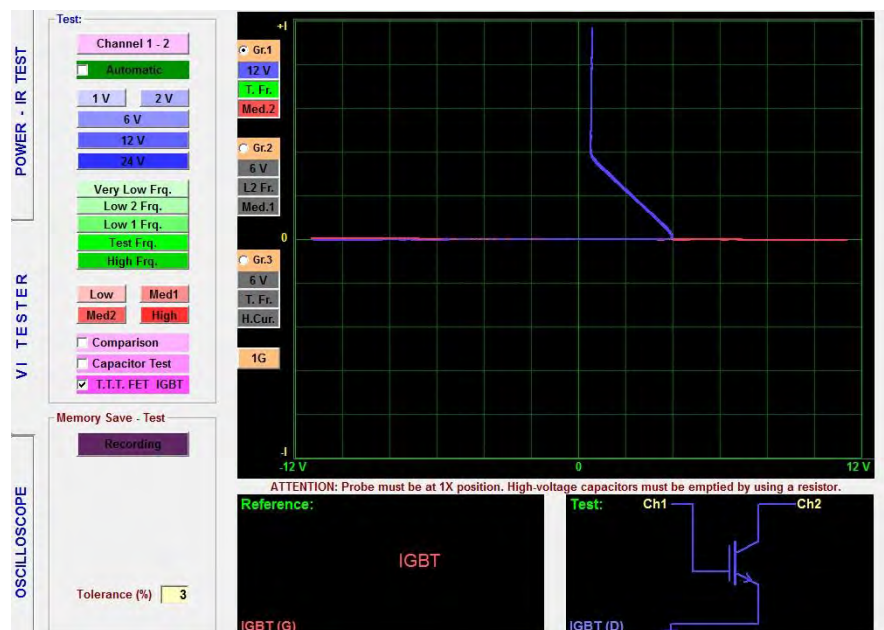 POWER - IR TEST
VI TESTER
OSCILLOSCOPE
Test:
Channel 1 - 2
Automatic
1 V
2 V
6 V
12 V
24 V
Very Low Frq.
Low 2 Frq.
Low 1 Frq.
Test Frq.
High Frq.
Low
Med1
Med2
High
Comparison
Capacitor Test
T.T.T. FET IGBT
Memory Save - Test
Recording
Tolerance (%) 3
Gr.1
12 V
T. Fr.
Med.2
Gr.2
6 V
L2 Fr.
Med.1
Gr.3
6 V
T. Fr.
H.Cur.
1G
+I
0
-I
-12 V
0
12 V
ATTENTION: Probe must be at 1X position. High-voltage capacitors must be emptied by using a resistor.
Reference:
IGBT
IGBT (G)
Test:
Ch1
Ch2
IGBT (D)